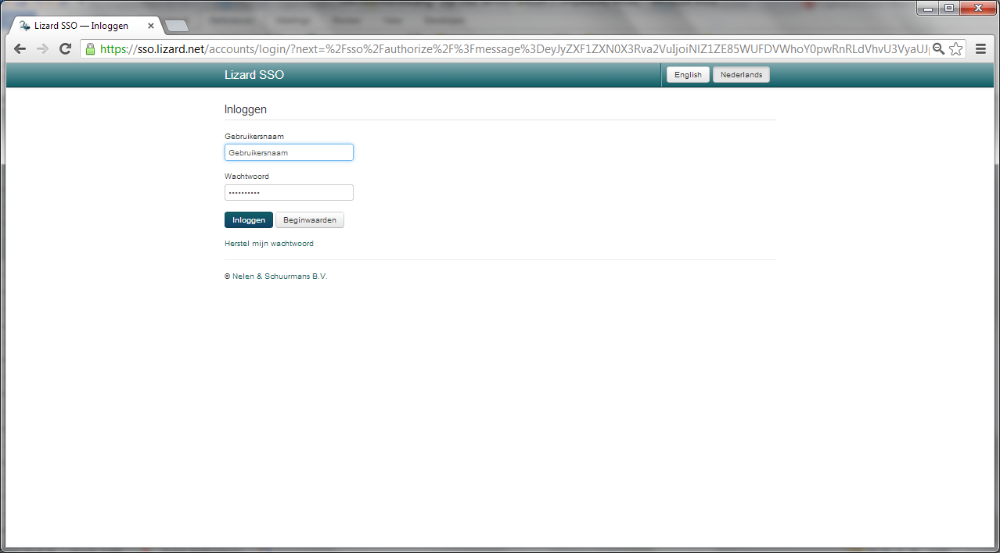 Lizard SSO — Inloggen
https://sso.lizard.net/accounts/login/?next=%2Fsso%2Fauthorize%2F%3Fmessage%3DeyJyZXF1ZXN0X3Rva2VuIjoiNlZ1ZE85WUFDVWhoY0pwRnRLdVhvU3VyaUJ
Lizard SSO
English
Nederlands
Inloggen
Gebruikersnaam
Gebruikersnaam
Wachtwoord
••••••••••
Inloggen
Beginwaarden
Herstel mijn wachtwoord
© Nelen & Schuurmans B.V.